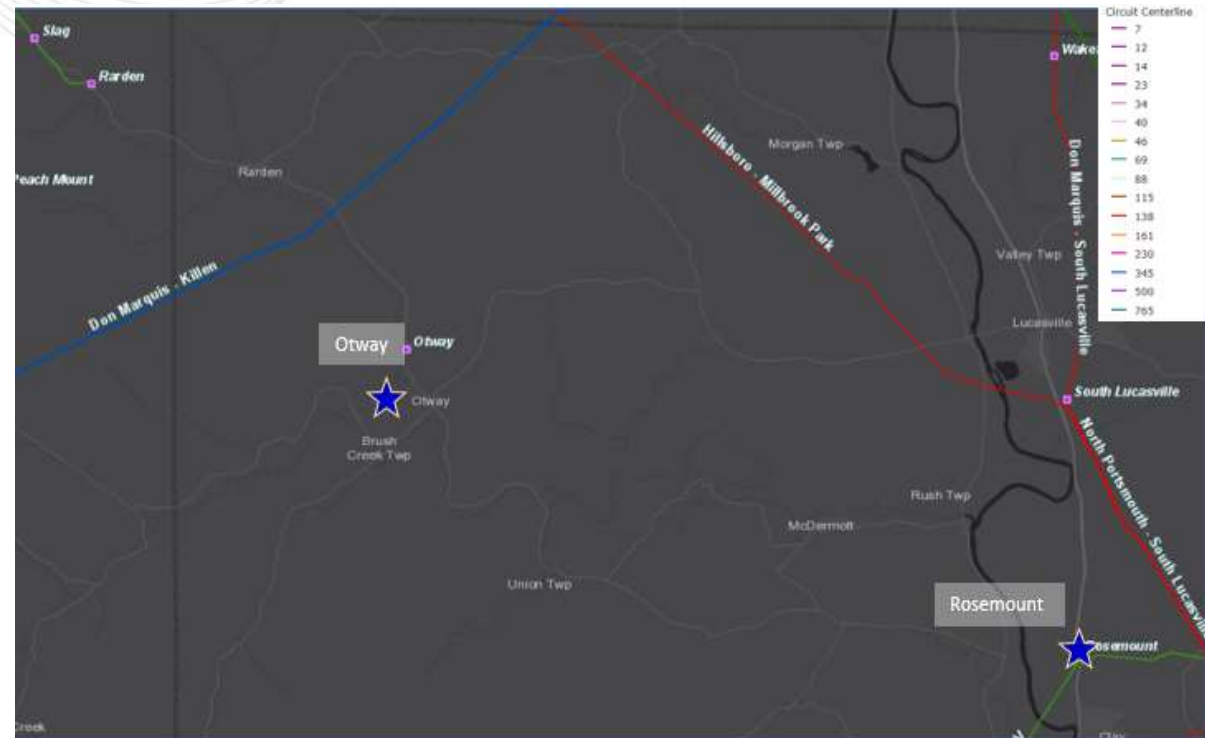 Circuit Centerline
7
12
14
23
34
40
46
69
88
115
138
161
230
345
500
765
Slag
Rarden
Rarden
Peach Mount
Don Marquis - Killen
Hillsboro - Millbrook Park
Morgan Twp
Don Marquis - South Lucasville
Valley Twp
Lucasville
Otway
Otway
Otway
Brush
Creek Twp
South Lucasville
North Portsmouth - South Lucasville
Rush Twp
McDermott
Union Twp
Rosemount
Rosemount
Creek
Clay